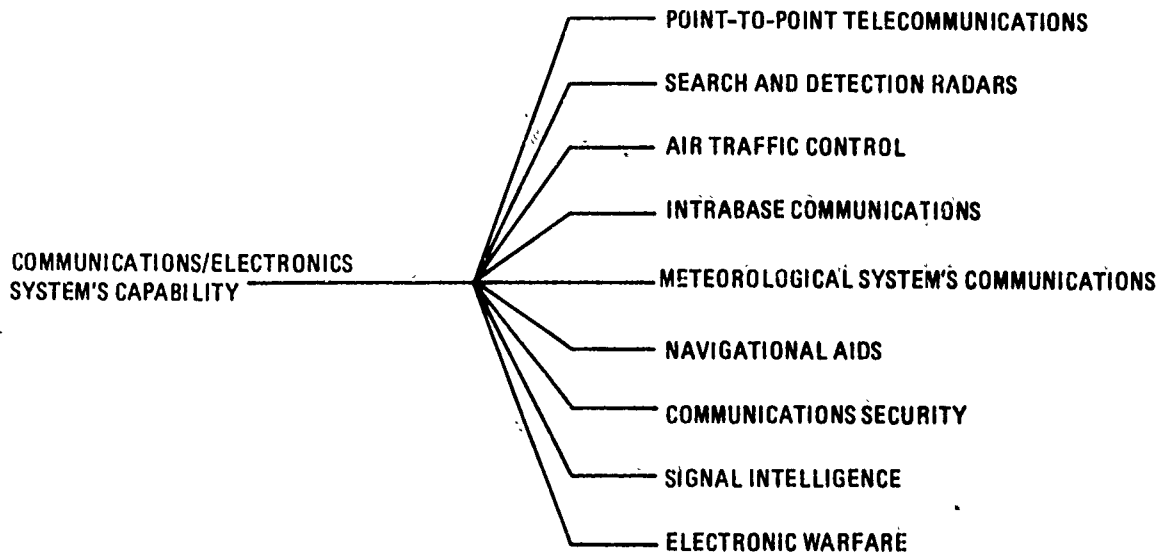 POINT-TO-POINT TELECOMMUNICATIONS
SEARCH AND DETECTION RADARS
AIR TRAFFIC CONTROL
INTRABASE COMMUNICATIONS
COMMUNICATIONS/ELECTRONICS
SYSTEM'S CAPABILITY
METEOROLOGICAL SYSTEM'S COMMUNICATIONS
NAVIGATIONAL AIDS
COMMUNICATIONS SECURITY
SIGNAL INTELLIGENCE
ELECTRONIC WARFARE